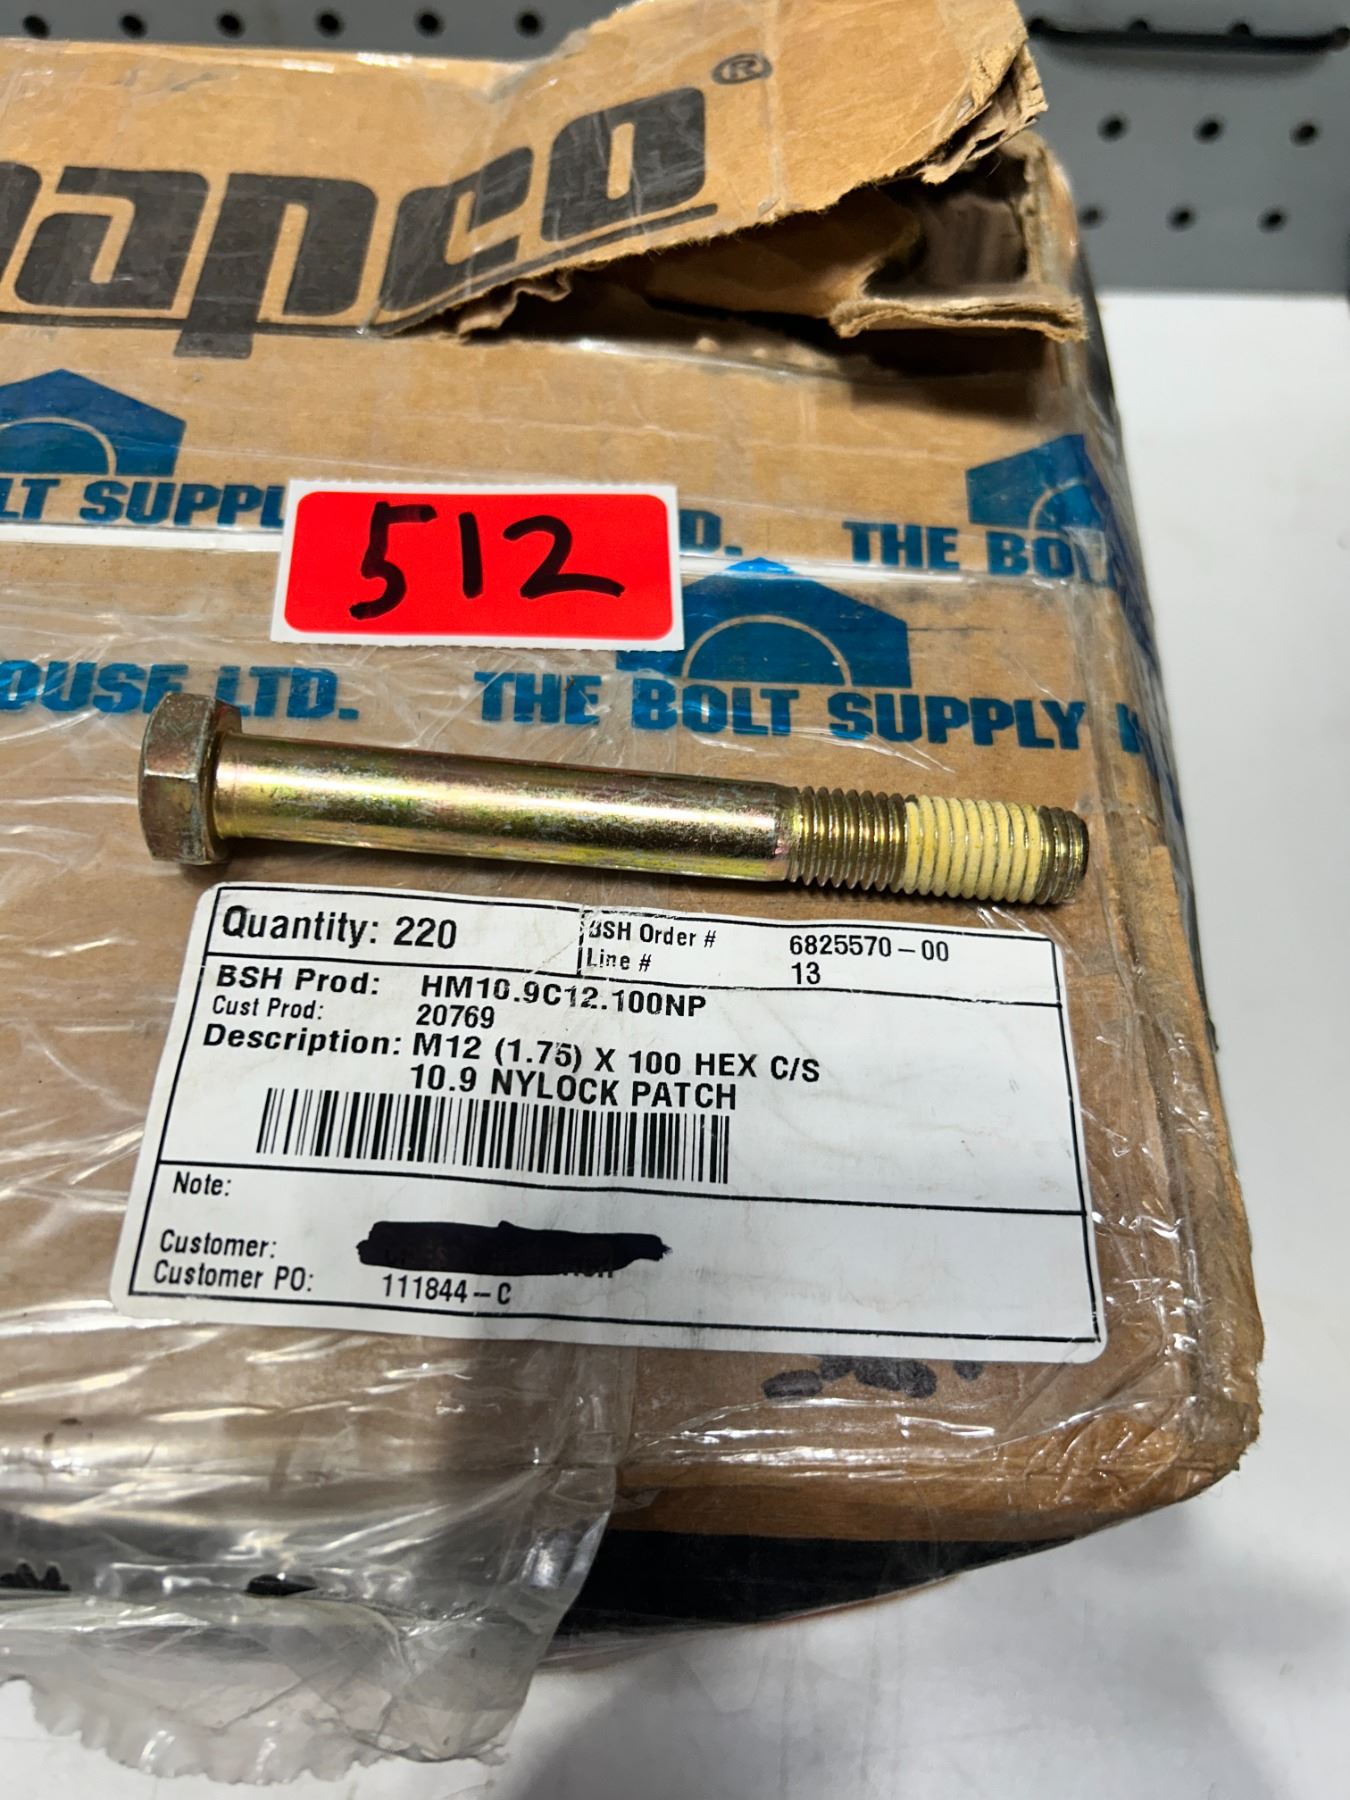 papco®
LT SUPPL
D.
THE BOL
512
OUSE LTD.
THE BOLT SUPPLY H
Quantity: 220
BSH Order # 6825570-00
Line # 13
BSH Prod: HM10.9C12.100NP
Cust Prod: 20769
Description: M12 (1.75) X 100 HEX C/S
10.9 NYLOCK PATCH
Note:
Customer:
Customer PO: 111844-C